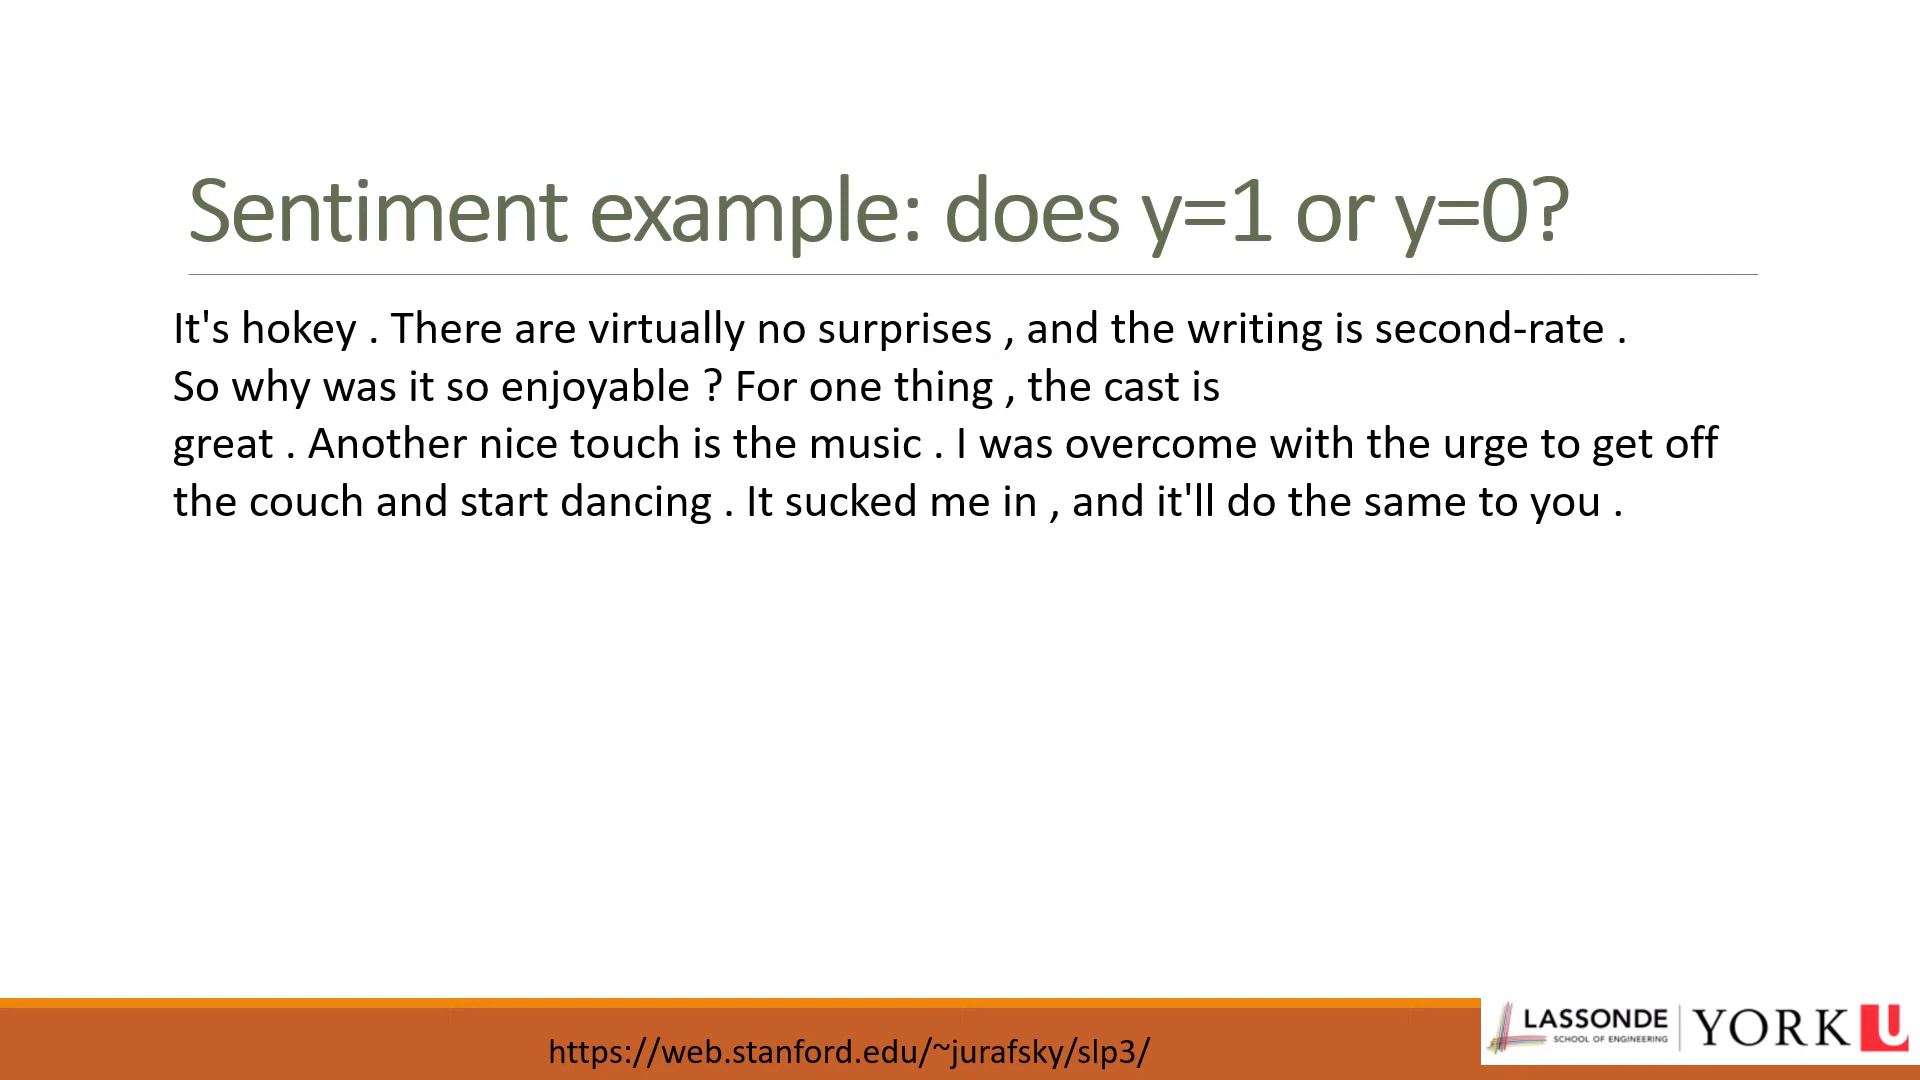 Sentiment example: does y=1 or y=0?
It's hokey . There are virtually no surprises , and the writing is second-rate .
So why was it so enjoyable ? For one thing , the cast is
great . Another nice touch is the music . I was overcome with the urge to get off
the couch and start dancing . It sucked me in , and it'll do the same to you .
https://web.stanford.edu/~jurafsky/slp3/
LASSONDE
SCHOOL OF ENGINEERING
YORK U